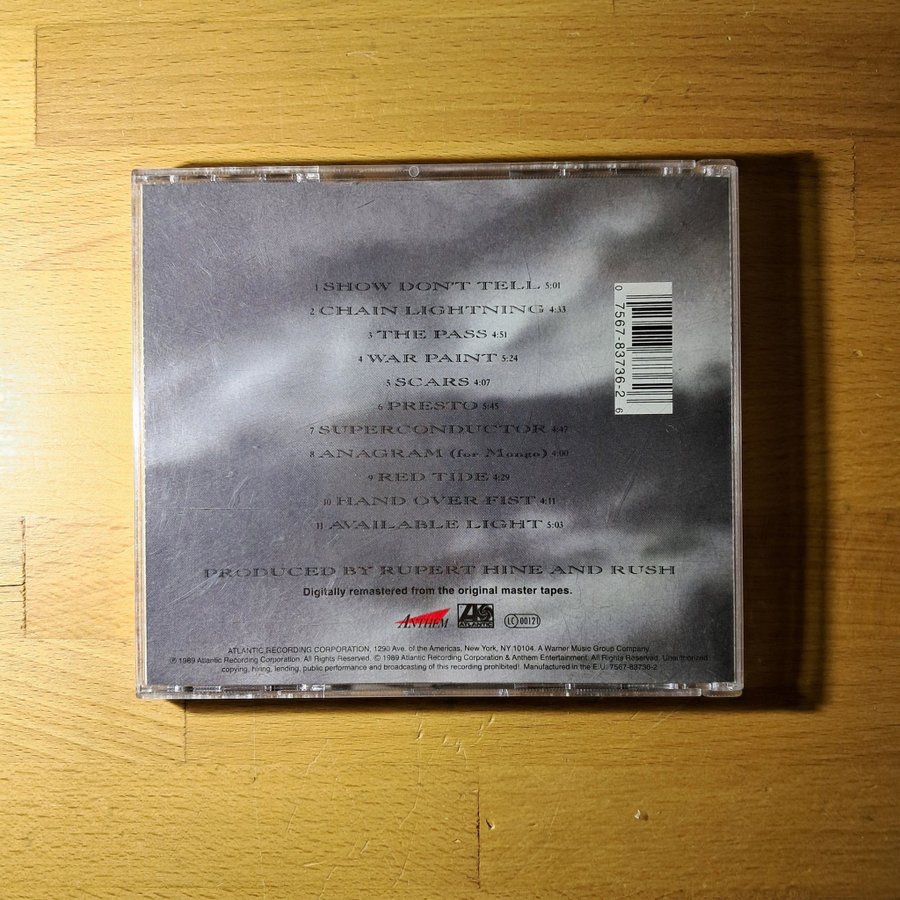 1 SHOW DON'T TELL 5:01
2 CHAIN LIGHTNING 4:33
3 THE PASS 4:51
4 WAR PAINT 5:24
5 SCARS 4:07
6 PRESTO 5:45
7 SUPERCONDUCTOR 4:47
8 ANAGRAM (for Mongo) 4:00
9 RED TIDE 4:29
10 HAND OVER FIST 4:11
11 AVAILABLE LIGHT 5:03
0 7567-83736-2 6
PRODUCED BY RUPERT HINE AND RUSH
Digitally remastered from the original master tapes.
ANTHEM ATLANTIC LC 00121
ATLANTIC RECORDING CORPORATION, 1290 Ave. of the Americas, New York, NY 10104. A Warner Music Group Company.
℗ 1989 Atlantic Recording Corporation. All Rights Reserved. © 1989 Atlantic Recording Corporation & Anthem Entertainment. All Rights Reserved. Unauthorized
copying, hiring, lending, public performance and broadcasting of this recording prohibited. Manufactured in the E.U. 7567-83736-2